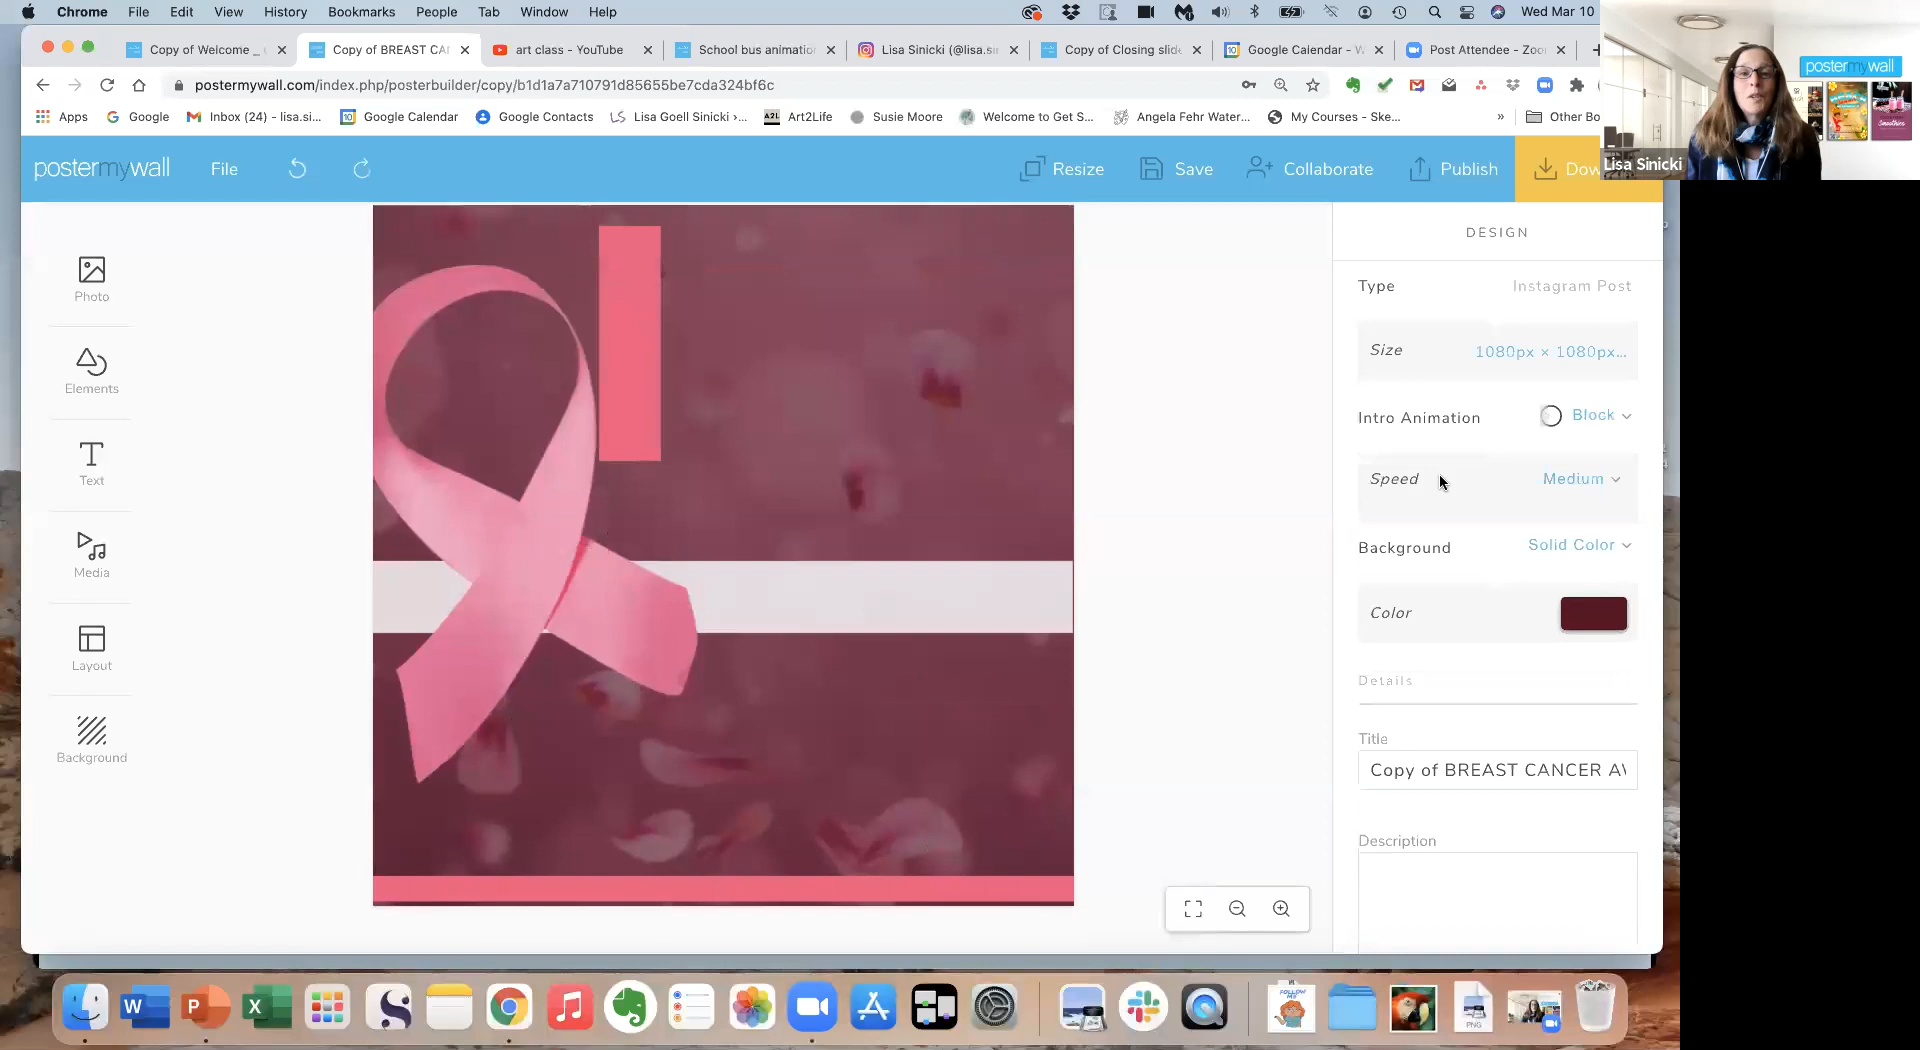 Chrome File Edit View History Bookmarks People Tab Window Help Wed Mar 10
Copy of Welcome _ Copy of BREAST CA art class - YouTube School bus animatio Lisa Sinicki (@lisa.si Copy of Closing slid Google Calendar - W Post Attendee - Zoo
postermywall.com/index.php/posterbuilder/copy/b1d1a7a710791d85655be7cda324bf6c
Apps Google Inbox (24) - lisa.si... Google Calendar Google Contacts Lisa Goell Sinicki ›... A2L Art2Life Susie Moore Welcome to Get S... Angela Fehr Water... My Courses - Ske... » Other Bo
postermywall
Lisa Sinicki
postermywall File Resize Save Collaborate Publish Dow
Photo
Elements
Text
Media
Layout
Background
DESIGN
Type Instagram Post
Size 1080px × 1080px...
Intro Animation Block
Speed Medium
Background Solid Color
Color
Details
Title
Copy of BREAST CANCER A
Description
FOLLOW ME
PNG